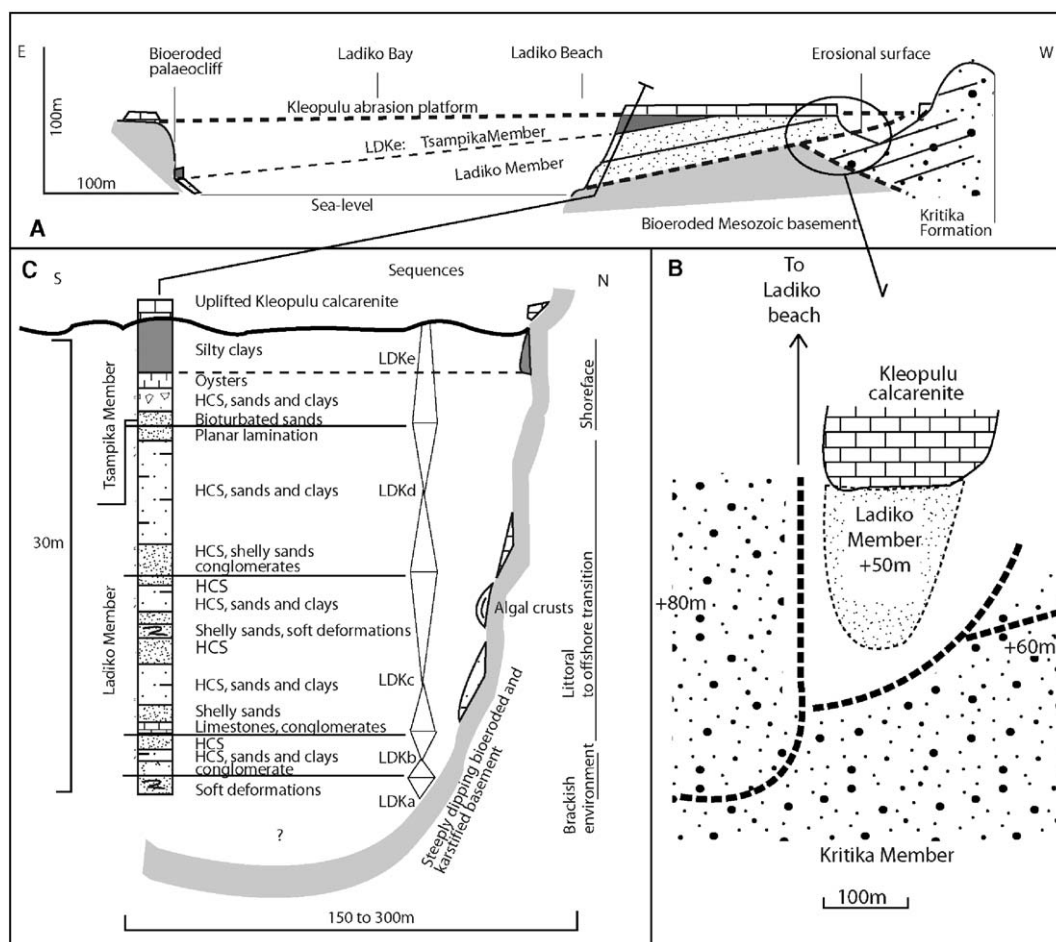 E
Bioeroded
palaeocliff
Ladiko Bay
Ladiko Beach
Erosional surface
W
Kleopulu abrasion platform
100m
LDKe: TsampikaMember
Ladiko Member
100m
Sea-level
Bioeroded Mesozoic basement
Kritika
Formation
A
C
S
Sequences
N
Uplifted Kleopulu calcarenite
Silty clays
LDKe
Oysters
HCS, sands and clays
Bioturbated sands
Planar lamination
HCS, sands and clays
LDKd
HCS, shelly sands
conglomerates
HCS
HCS, sands and clays
Algal crusts
Shelly sands, soft deformations
HCS
HCS, sands and clays
LDKc
Shelly sands
Limestones, conglomerates
HCS
HCS, sands and clays
LDKb
conglomerate
Soft deformations
LDKa
?
Tsampika Member
Ladiko Member
30m
Shoreface
Littoral
to offshore transition
Brackish
environment
Steeply dipping bioeroded and
karstified basement
150 to 300m
B
To
Ladiko
beach
Kleopulu
calcarenite
Ladiko
Member
+50m
+80m
+60m
Kritika Member
100m